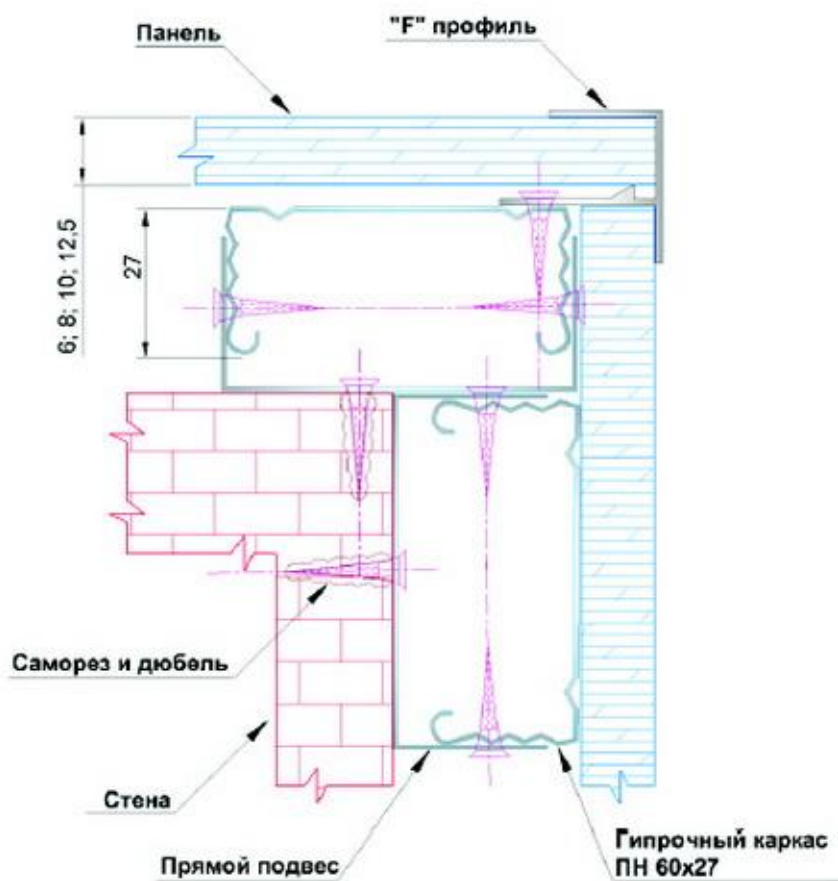 Панель
"F" профиль
6; 8; 10; 12,5
27
Саморез и дюбель
Стена
Прямой подвес
Гипрочный каркас
ПН 60х27